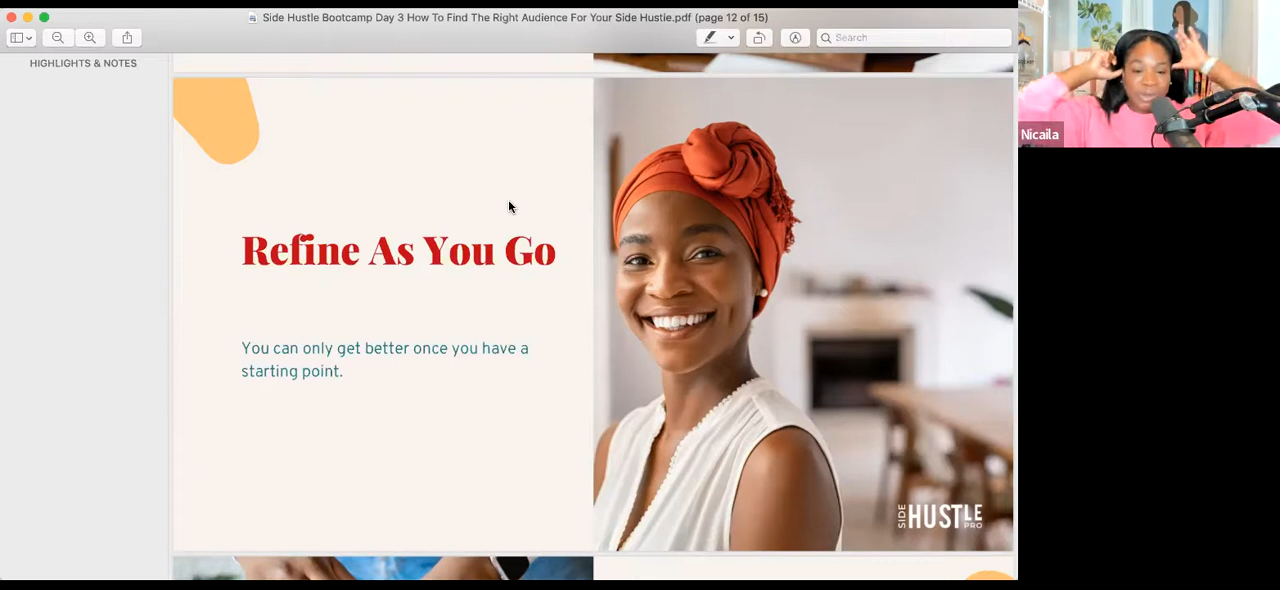 Side Hustle Bootcamp Day 3 How To Find The Right Audience For Your Side Hustle.pdf (page 12 of 15)
Search
HIGHLIGHTS & NOTES
Nicaila
Refine As You Go
You can only get better once you have a
starting point.
SIDE HUSTLE PRO